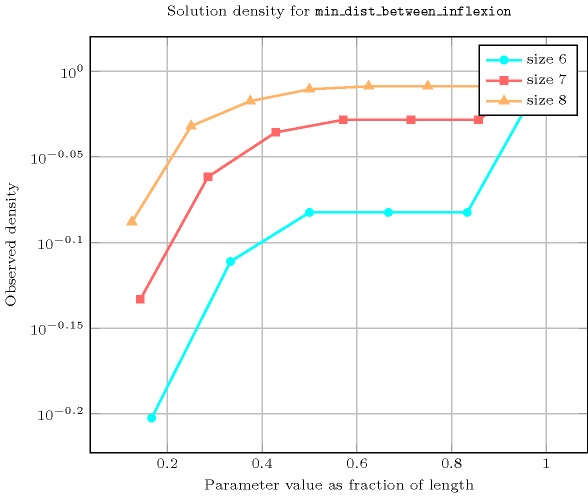 Solution density for min_dist_between_inflexion
size 6
size 7
size 8
10^0
10^−0.05
10^−0.1
10^−0.15
10^−0.2
Observed density
0.2 0.4 0.6 0.8 1
Parameter value as fraction of length